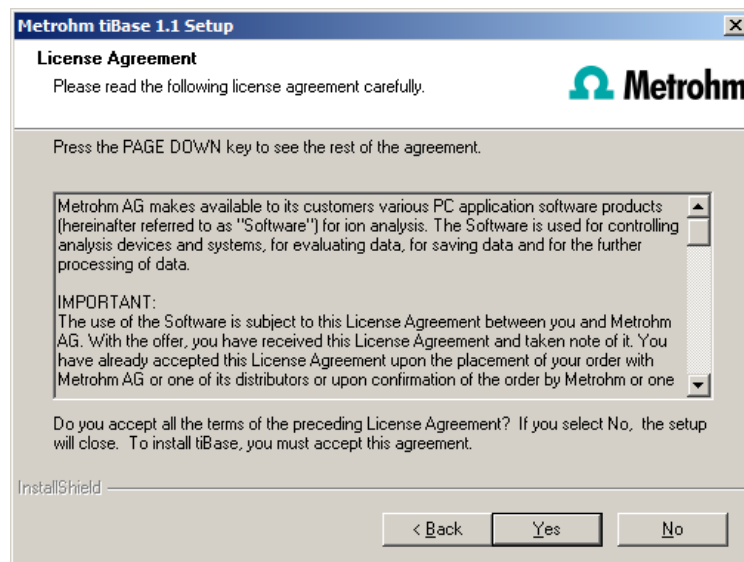 Metrohm tiBase 1.1 Setup
License Agreement
Please read the following license agreement carefully.
Metrohm
Press the PAGE DOWN key to see the rest of the agreement.
Metrohm AG makes available to its customers various PC application software products
(hereinafter referred to as "Software") for ion analysis. The Software is used for controlling
analysis devices and systems, for evaluating data, for saving data and for the further
processing of data.
IMPORTANT:
The use of the Software is subject to this License Agreement between you and Metrohm
AG. With the offer, you have received this License Agreement and taken note of it. You
have already accepted this License Agreement upon the placement of your order with
Metrohm AG or one of its distributors or upon confirmation of the order by Metrohm or one
Do you accept all the terms of the preceding License Agreement? If you select No, the setup
will close. To install tiBase, you must accept this agreement.
InstallShield
< Back Yes No